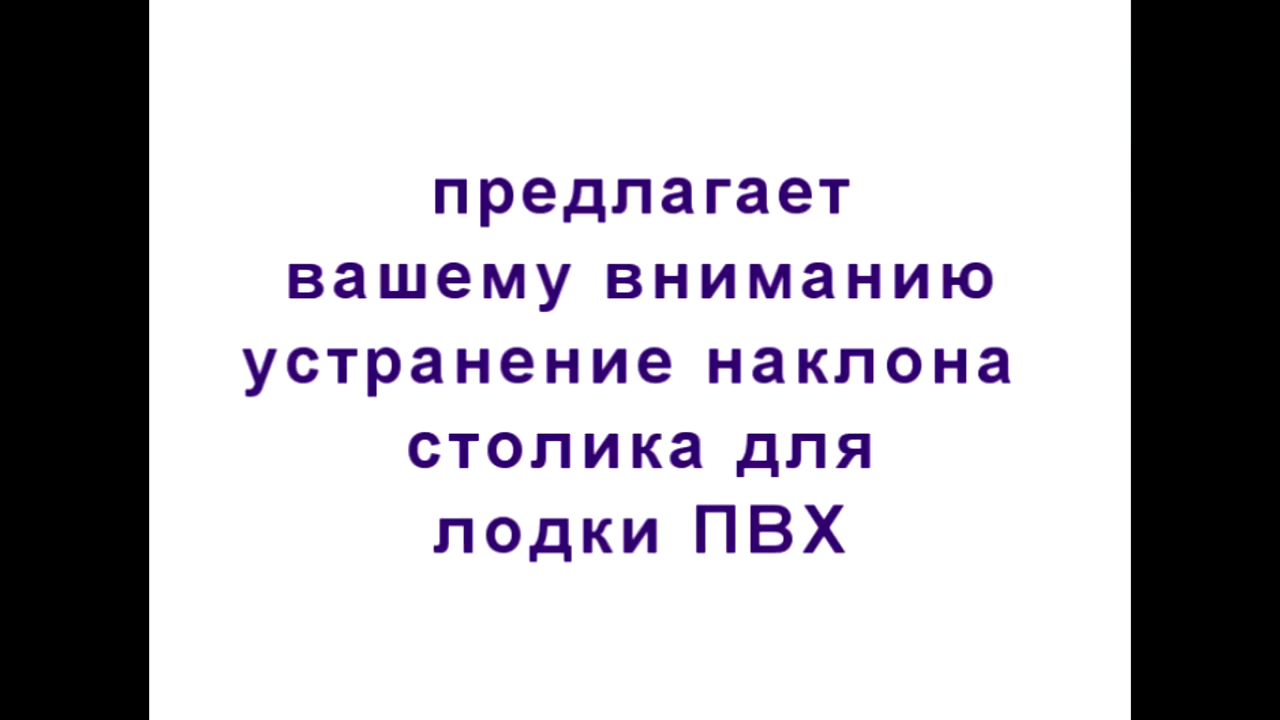 предлагает
вашему вниманию
устранение наклона
столика для
лодки ПВХ